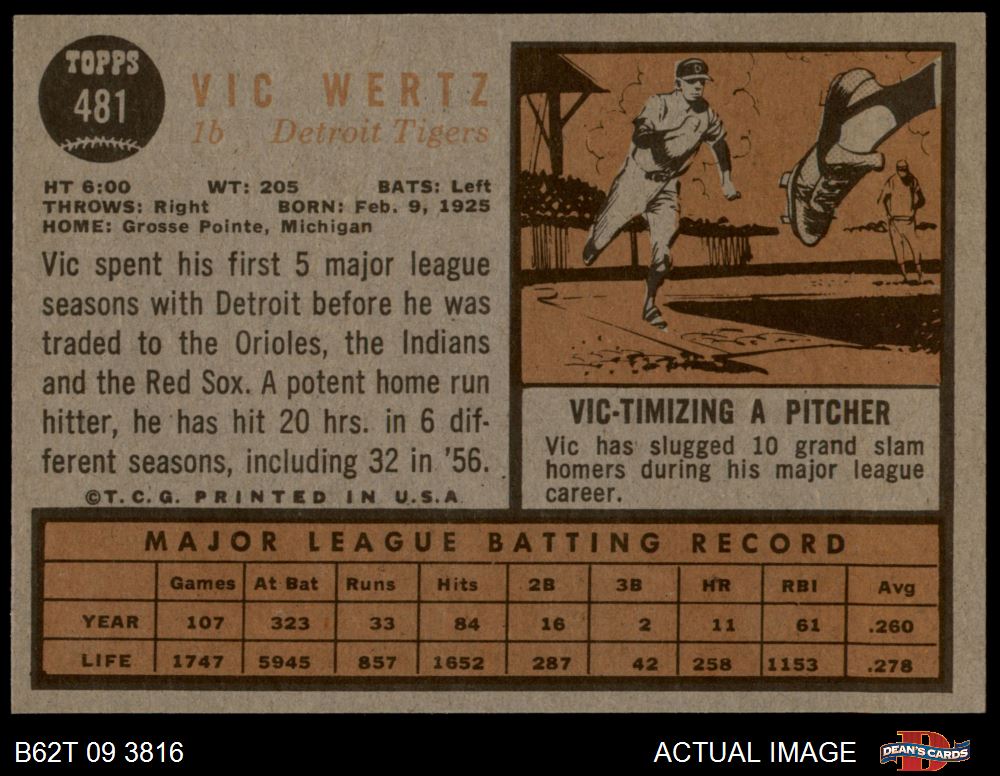 TOPPS
481
VIC WERTZ
1b Detroit Tigers
HT 6:00 WT: 205 BATS: Left
THROWS: Right BORN: Feb. 9, 1925
HOME: Grosse Pointe, Michigan
Vic spent his first 5 major league
seasons with Detroit before he was
traded to the Orioles, the Indians
and the Red Sox. A potent home run
hitter, he has hit 20 hrs. in 6 dif-
ferent seasons, including 32 in '56.
©T.C.G. PRINTED IN U.S.A.
D
VIC-TIMIZING A PITCHER
Vic has slugged 10 grand slam
homers during his major league
career.
MAJOR LEAGUE BATTING RECORD
Games At Bat Runs Hits 2B 3B HR RBI Avg
YEAR 107 323 33 84 16 2 11 61 .260
LIFE 1747 5945 857 1652 287 42 258 1153 .278
B62T 09 3816
ACTUAL IMAGE
D
DEAN'S CARDS